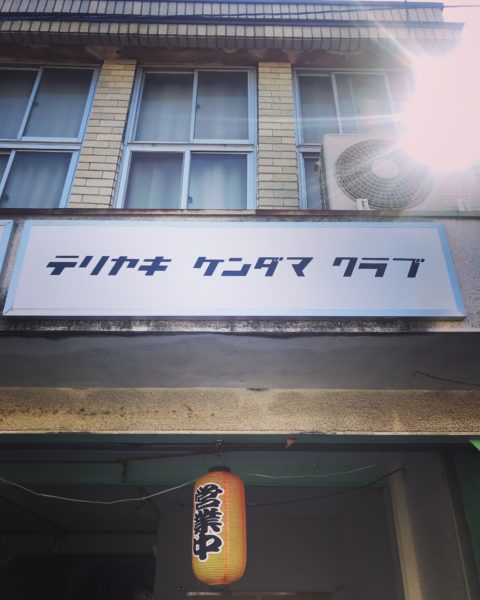 テリヤキ ケンダマ クラブ
営業中